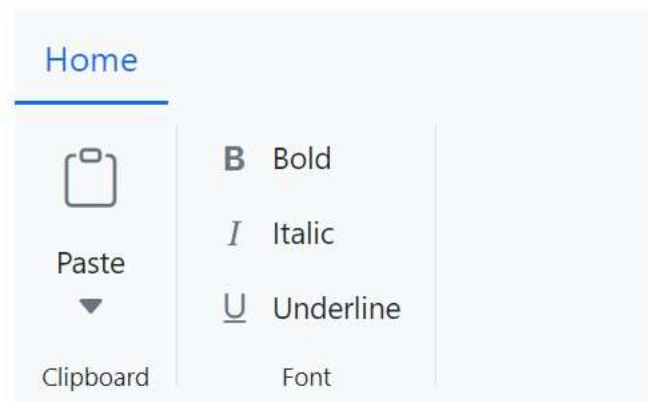 Home
Paste
Clipboard
B Bold
I Italic
U Underline
Font